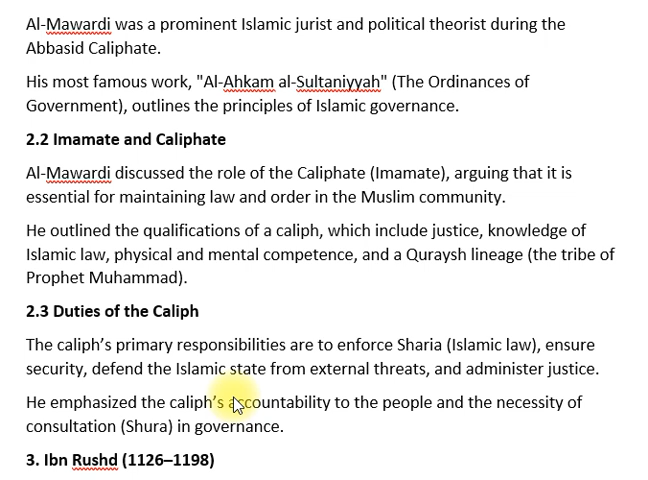 Al-Mawardi was a prominent Islamic jurist and political theorist during the
Abbasid Caliphate.
His most famous work, "Al-Ahkam al-Sultaniyyah" (The Ordinances of
Government), outlines the principles of Islamic governance.
2.2 Imamate and Caliphate
Al-Mawardi discussed the role of the Caliphate (Imamate), arguing that it is
essential for maintaining law and order in the Muslim community.
He outlined the qualifications of a caliph, which include justice, knowledge of
Islamic law, physical and mental competence, and a Quraysh lineage (the tribe of
Prophet Muhammad).
2.3 Duties of the Caliph
The caliph’s primary responsibilities are to enforce Sharia (Islamic law), ensure
security, defend the Islamic state from external threats, and administer justice.
He emphasized the caliph’s accountability to the people and the necessity of
consultation (Shura) in governance.
3. Ibn Rushd (1126–1198)